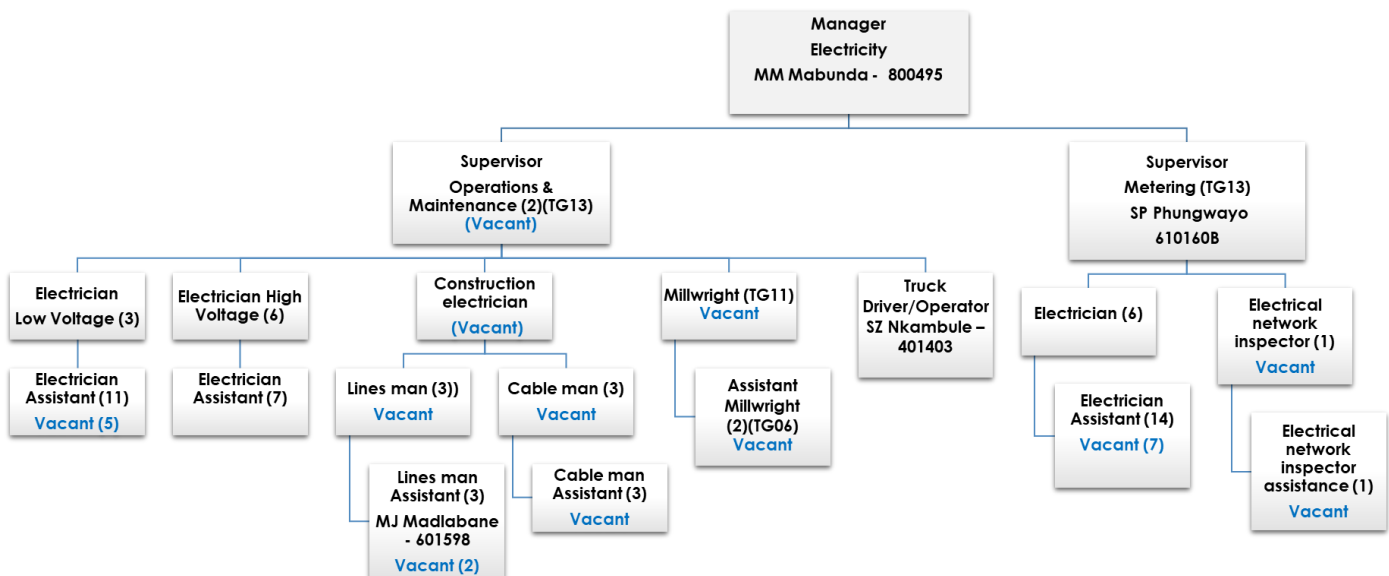 Manager
Electricity
MM Mabunda - 800495
Supervisor
Operations &
Maintenance (2)(TG13)
(Vacant)
Supervisor
Metering (TG13)
SP Phungwayo
610160B
Electrician
Low Voltage (3)
Electrician High
Voltage (6)
Construction
electrician
(Vacant)
Millwright (TG11)
Vacant
Truck
Driver/Operator
SZ Nkambule –
401403
Electrician (6)
Electrical
network
inspector (1)
Vacant
Electrician
Assistant (11)
Vacant (5)
Electrician
Assistant (7)
Lines man (3))
Vacant
Cable man (3)
Vacant
Assistant
Millwright
(2)(TG06)
Vacant
Electrician
Assistant (14)
Vacant (7)
Electrical
network
inspector
assistance (1)
Vacant
Lines man
Assistant (3)
MJ Madlabane
- 601598
Vacant (2)
Cable man
Assistant (3)
Vacant